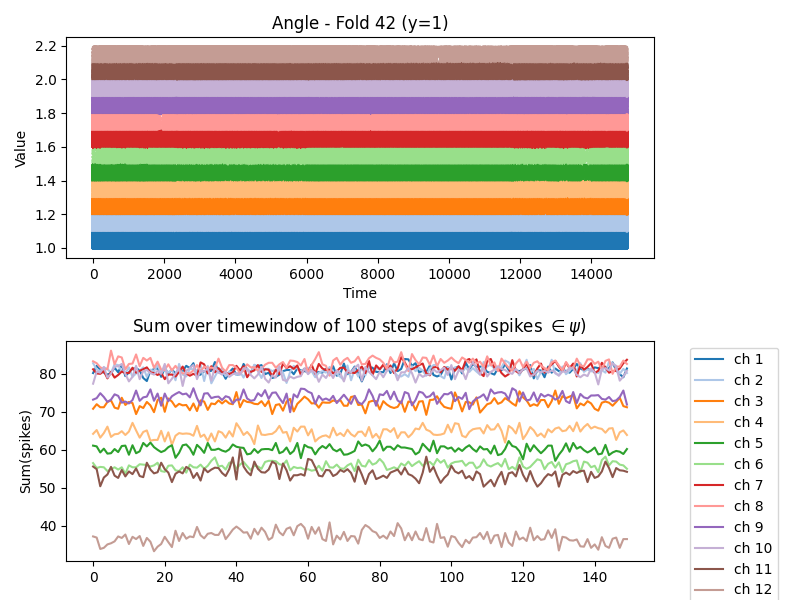 Angle - Fold 42 (y=1)
2.2
2.0
1.8
1.6
1.4
1.2
1.0
Value
0 2000 4000 6000 8000 10000 12000 14000
Time
Sum over timewindow of 100 steps of avg(spikes ∈ ψ)
80
70
60
50
40
Sum(spikes)
0 20 40 60 80 100 120 140
ch 1
ch 2
ch 3
ch 4
ch 5
ch 6
ch 7
ch 8
ch 9
ch 10
ch 11
ch 12